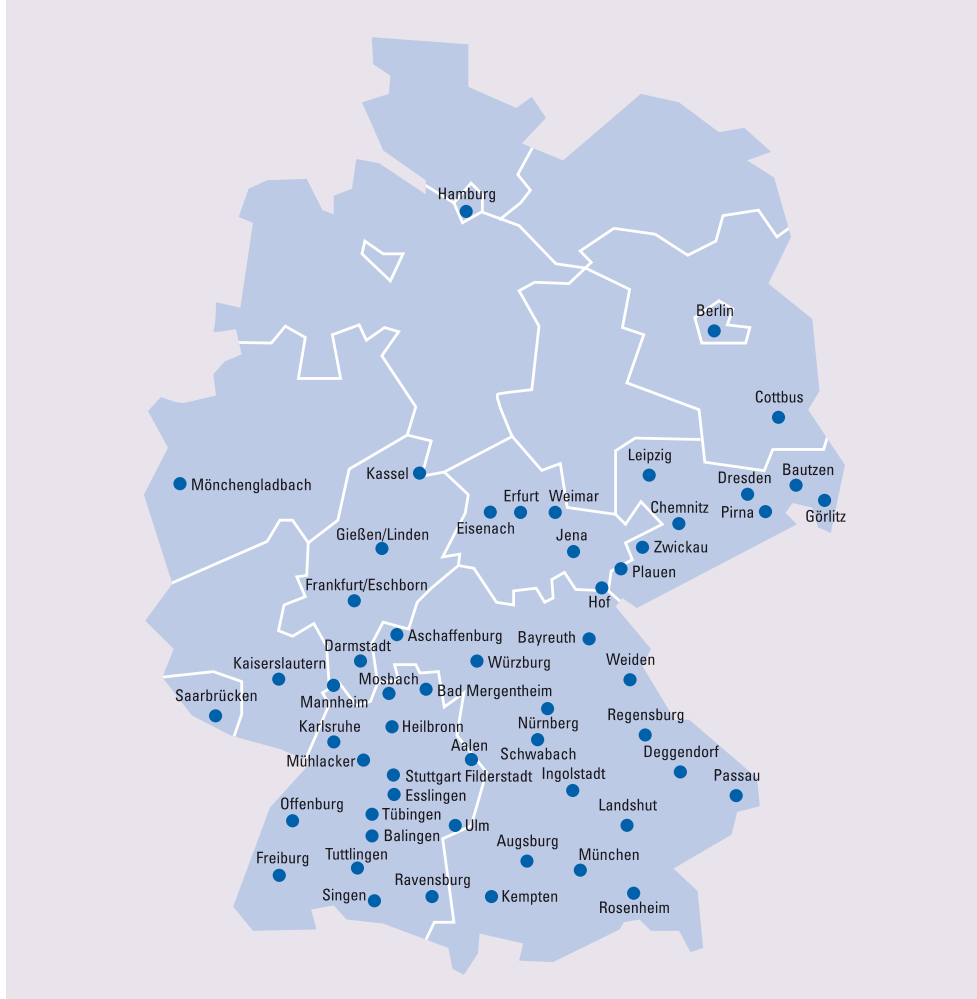 Hamburg
Berlin
Cottbus
Leipzig
Bautzen
Kassel
Dresden
Mönchengladbach
Erfurt Weimar
Chemnitz
Pirna
Görlitz
Eisenach
Gießen/Linden
Jena
Zwickau
Plauen
Frankfurt/Eschborn
Hof
Aschaffenburg
Bayreuth
Darmstadt
Kaiserslautern
Würzburg
Weiden
Mosbach
Saarbrücken
Mannheim
Bad Mergentheim
Regensburg
Karlsruhe
Heilbronn
Nürnberg
Aalen
Schwabach
Deggendorf
Mühlacker
Stuttgart Filderstadt
Ingolstadt
Passau
Esslingen
Offenburg
Landshut
Tübingen
Ulm
Balingen
Augsburg
Tuttlingen
München
Freiburg
Ravensburg
Singen
Kempten
Rosenheim